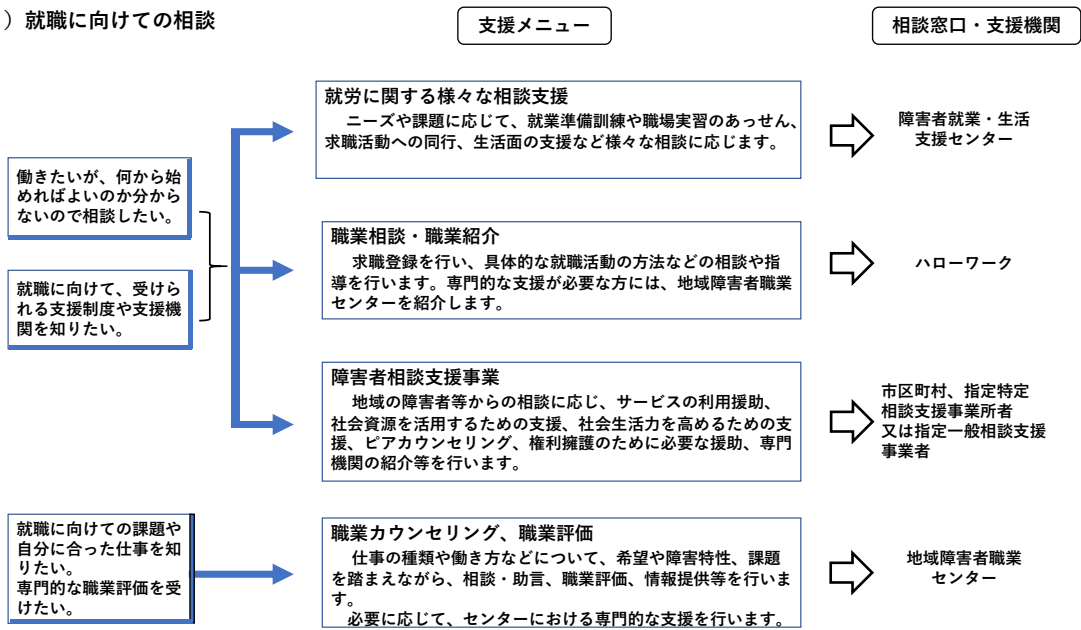 ）就職に向けての相談
支援メニュー
相談窓口・支援機関
働きたいが、何から始
めればよいのか分から
ないので相談したい。
就職に向けて、受けら
れる支援制度や支援機
関を知りたい。
就労に関する様々な相談支援
ニーズや課題に応じて、就業準備訓練や職場実習のあっせん、
求職活動への同行、生活面の支援など様々な相談に応じます。
障害者就業・生活
支援センター
職業相談・職業紹介
求職登録を行い、具体的な就職活動の方法などの相談や指
導を行います。専門的な支援が必要な方には、地域障害者職業
センターを紹介します。
ハローワーク
障害者相談支援事業
地域の障害者等からの相談に応じ、サービスの利用援助、
社会資源を活用するための支援、社会生活力を高めるための支
援、ピアカウンセリング、権利擁護のために必要な援助、専門
機関の紹介等を行います。
市区町村、指定特定
相談支援事業所者
又は指定一般相談支援
事業者
就職に向けての課題や
自分に合った仕事を知
りたい。
専門的な職業評価を受
けたい。
職業カウンセリング、職業評価
仕事の種類や働き方などについて、希望や障害特性、課題
を踏まえながら、相談・助言、職業評価、情報提供等を行いま
す。
必要に応じて、センターにおける専門的な支援を行います。
地域障害者職業
センター